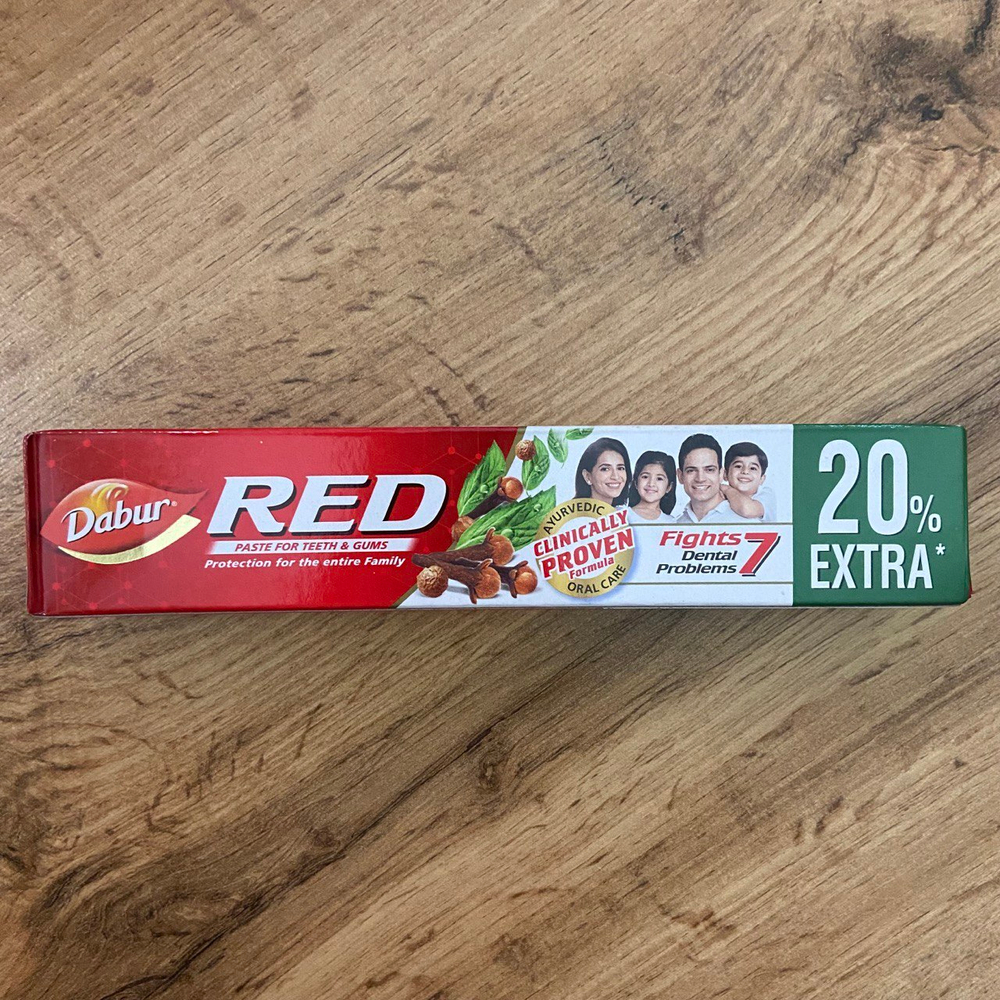 Dabur®
RED
PASTE FOR TEETH & GUMS
Protection for the entire Family
AYURVEDIC
CLINICALLY
PROVEN
Formula
ORAL CARE
Fights 7
Dental
Problems
20%
EXTRA*